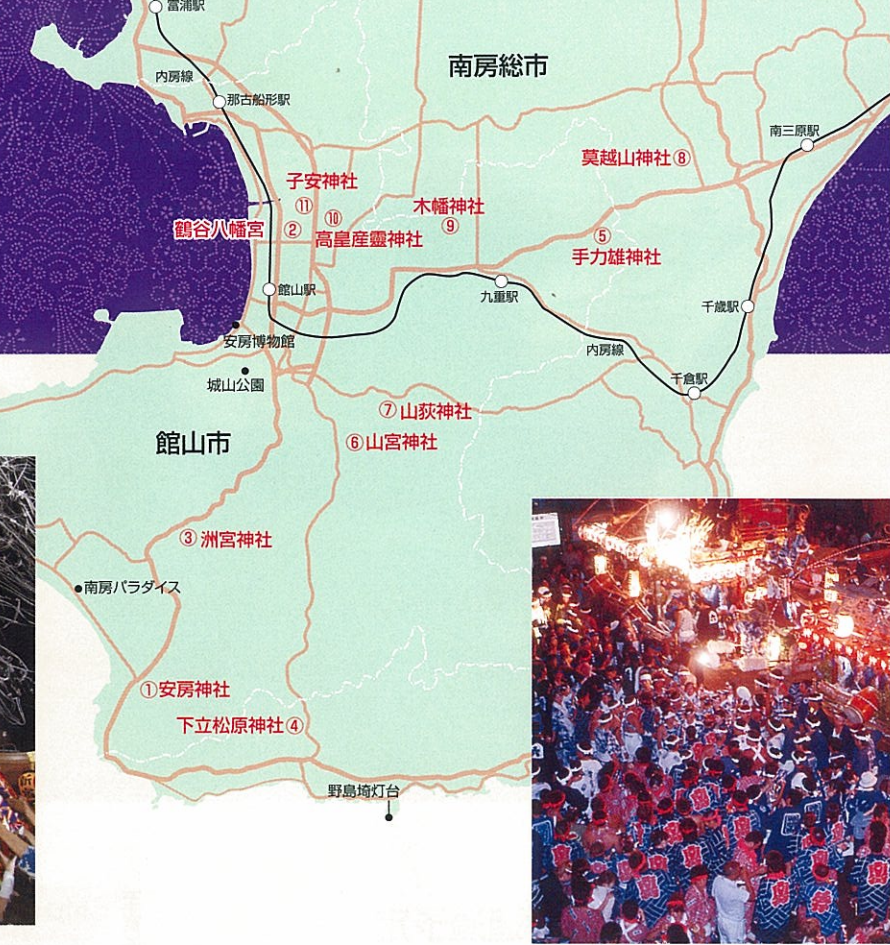 富浦駅
南房総市
内房線
那古船形駅
南三原駅
莫越山神社⑧
子安神社
⑪
⑩
木幡神社
⑨
鶴谷八幡宮
②
高皇産靈神社
⑤
手力雄神社
館山駅
九重駅
千歳駅
安房博物館
内房線
城山公園
千倉駅
⑦山荻神社
館山市
⑥山宮神社
③洲宮神社
南房パラダイス
①安房神社
下立松原神社④
野島埼灯台